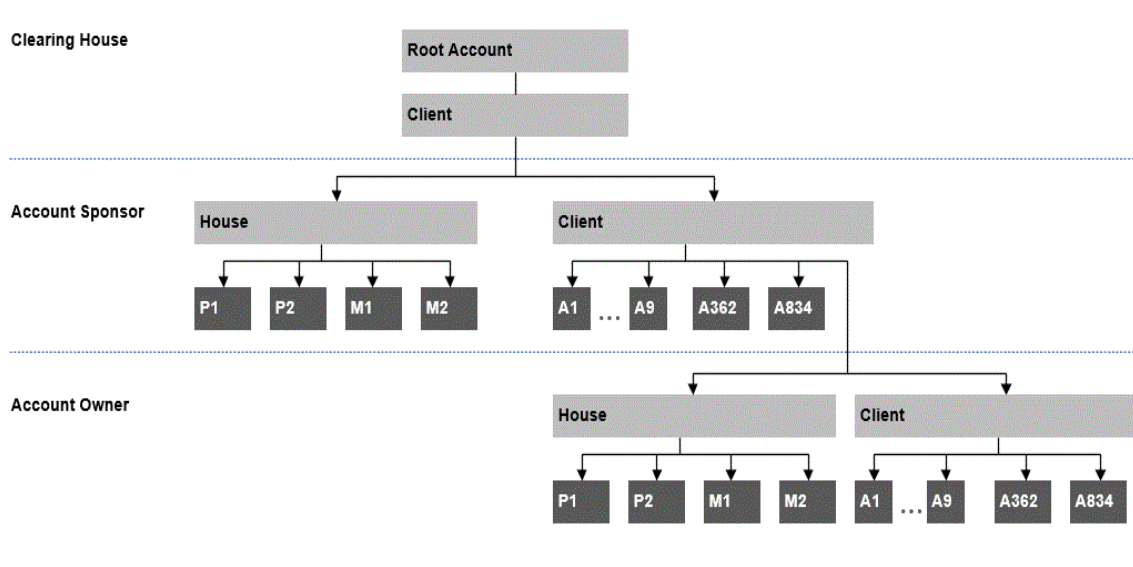 Clearing House
Root Account
Client
Account Sponsor
House
Client
P1 P2 M1 M2 A1 ... A9 A362 A834
Account Owner
House
Client
P1 P2 M1 M2 A1 ... A9 A362 A834